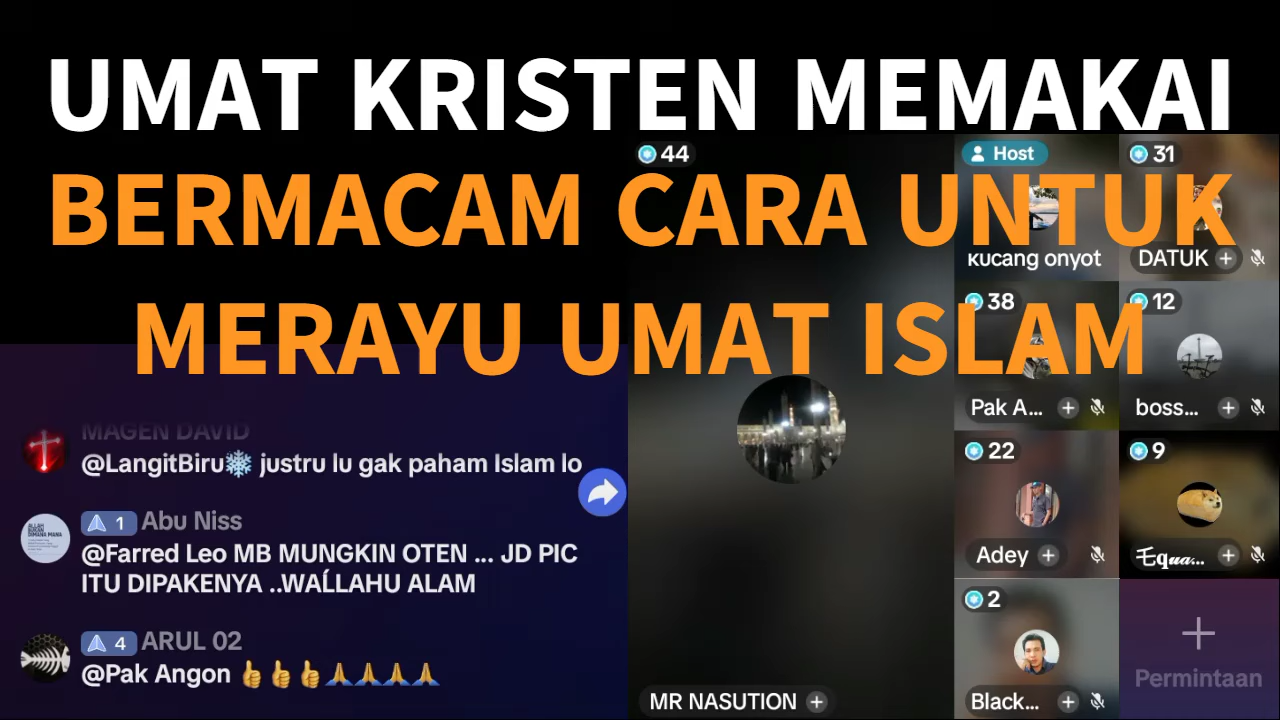 UMAT KRISTEN MEMAKAI
BERMACAM CARA UNTUK
MERAYU UMAT ISLAM
MAGEN DAVID
@LangitBiru❄️ justru lu gak paham Islam lo
1 Abu Niss
@Farred Leo MB MUNGKIN OTEN ... JD PIC
ITU DIPAKENYA ..WAĹLAHU ALAM
4 ARUL 02
@Pak Angon 👍👍👍🙏🙏🙏🙏
44
MR NASUTION +
Host
kucang onyot
31
DATUK +
38
Pak A... +
12
boss... +
22
Adey +
9
Equa... +
2
Black... +
+
Permintaan